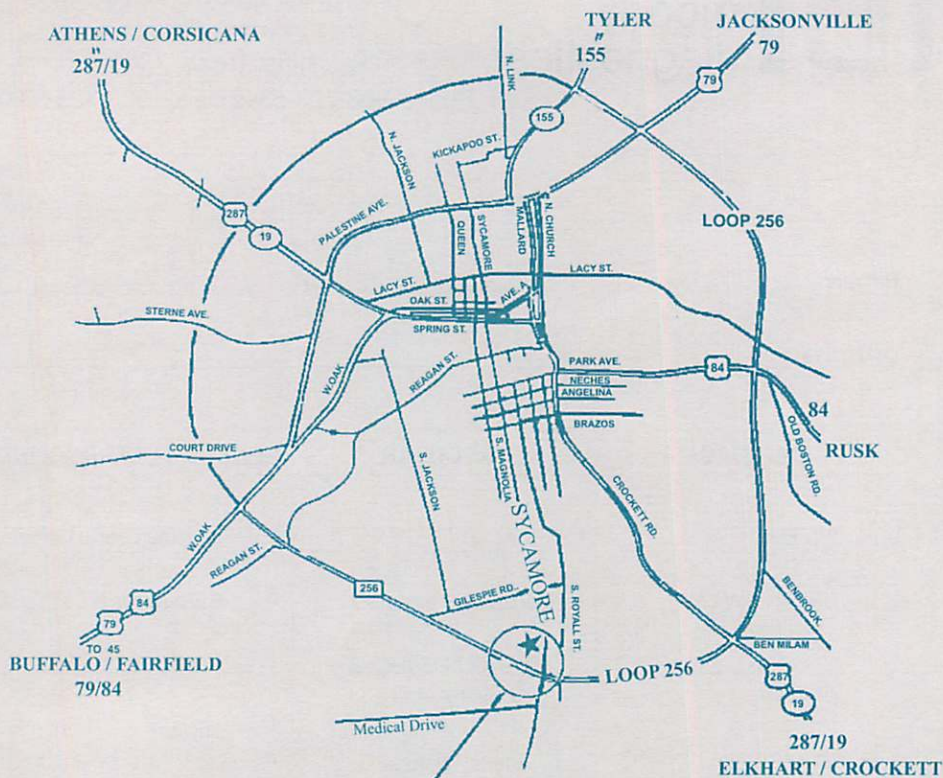 ATHENS / CORSICANA
"
287/19
TYLER
"
155
JACKSONVILLE
79
79
N. LINK
155
N. JACKSON
KICKAPOO ST.
287
19
PALESTINE AVE.
QUEEN
SYCAMORE
MALLARD
N. CHURCH
LOOP 256
LACY ST.
LACY ST.
AVE. A
OAK ST.
STERNE AVE.
SPRING ST.
W.OAK
REAGAN ST.
PARK AVE.
84
NECHES
ANGELINA
BRAZOS
84
RUSK
OLD BOSTON RD.
COURT DRIVE
S. JACKSON
S. MAGNOLIA
SYCAMORE
CROCKETT RD.
W.OAK
REAGAN ST.
256
GILESPIE RD.
S. ROYALL ST.
BENBROOK
BEN MILAM
84
79
TO 45
BUFFALO / FAIRFIELD
79/84
LOOP 256
287
19
Medical Drive
287/19
ELKHART / CROCKETT